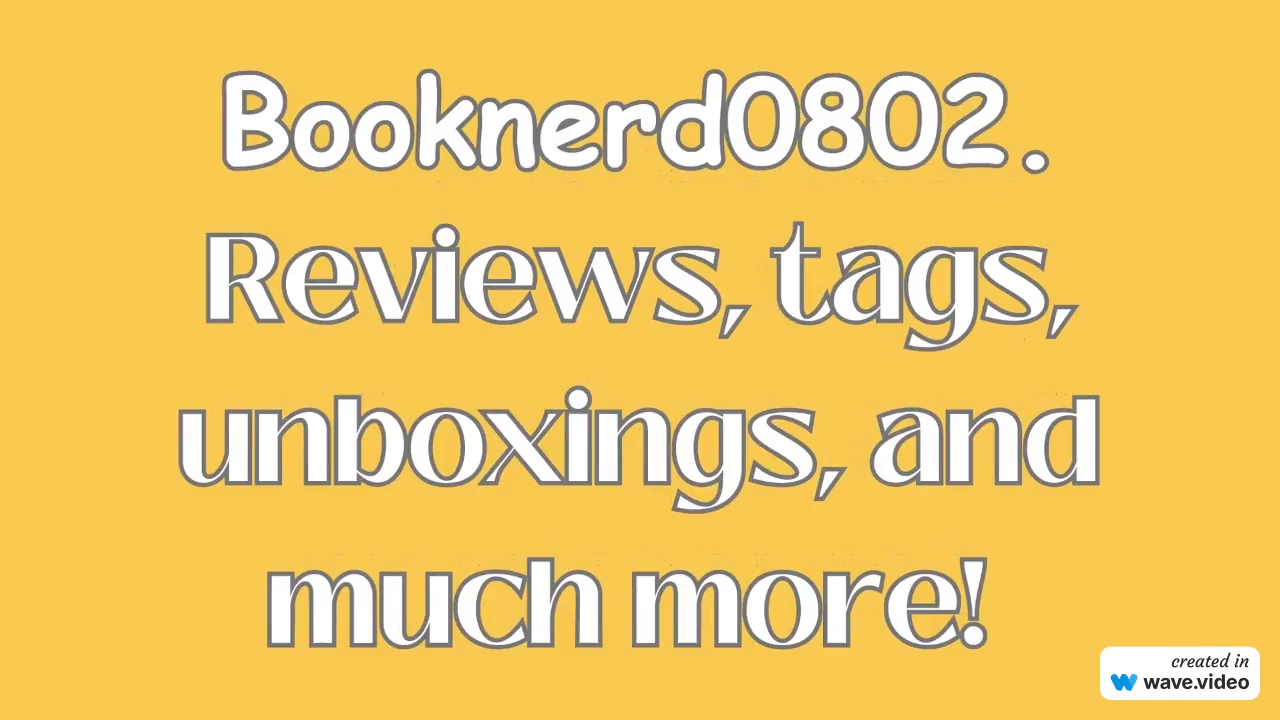 Booknerd0802.
Reviews, tags,
unboxings, and
much more!
created in
wave.video